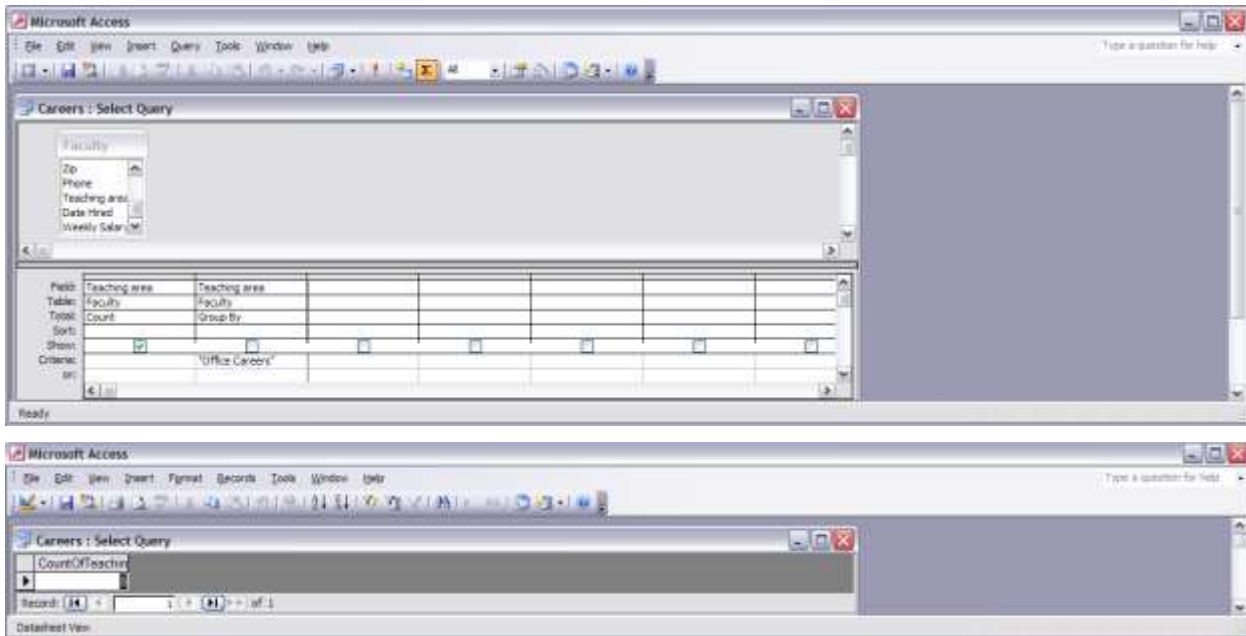 Microsoft Access
File Edit View Insert Query Tools Window Help
Type a question for help
All
Careers : Select Query
Faculty
Zip
Phone
Teaching area
Date Hired
Weekly Salary
Field: Teaching area Teaching area
Table: Faculty Faculty
Total: Count Group By
Sort:
Show:
Criteria: "Office Careers"
or:
Ready
Microsoft Access
File Edit View Insert Format Records Tools Window Help
Type a question for help
Careers : Select Query
CountOfTeachin
Record: 1 of 1
Datasheet View